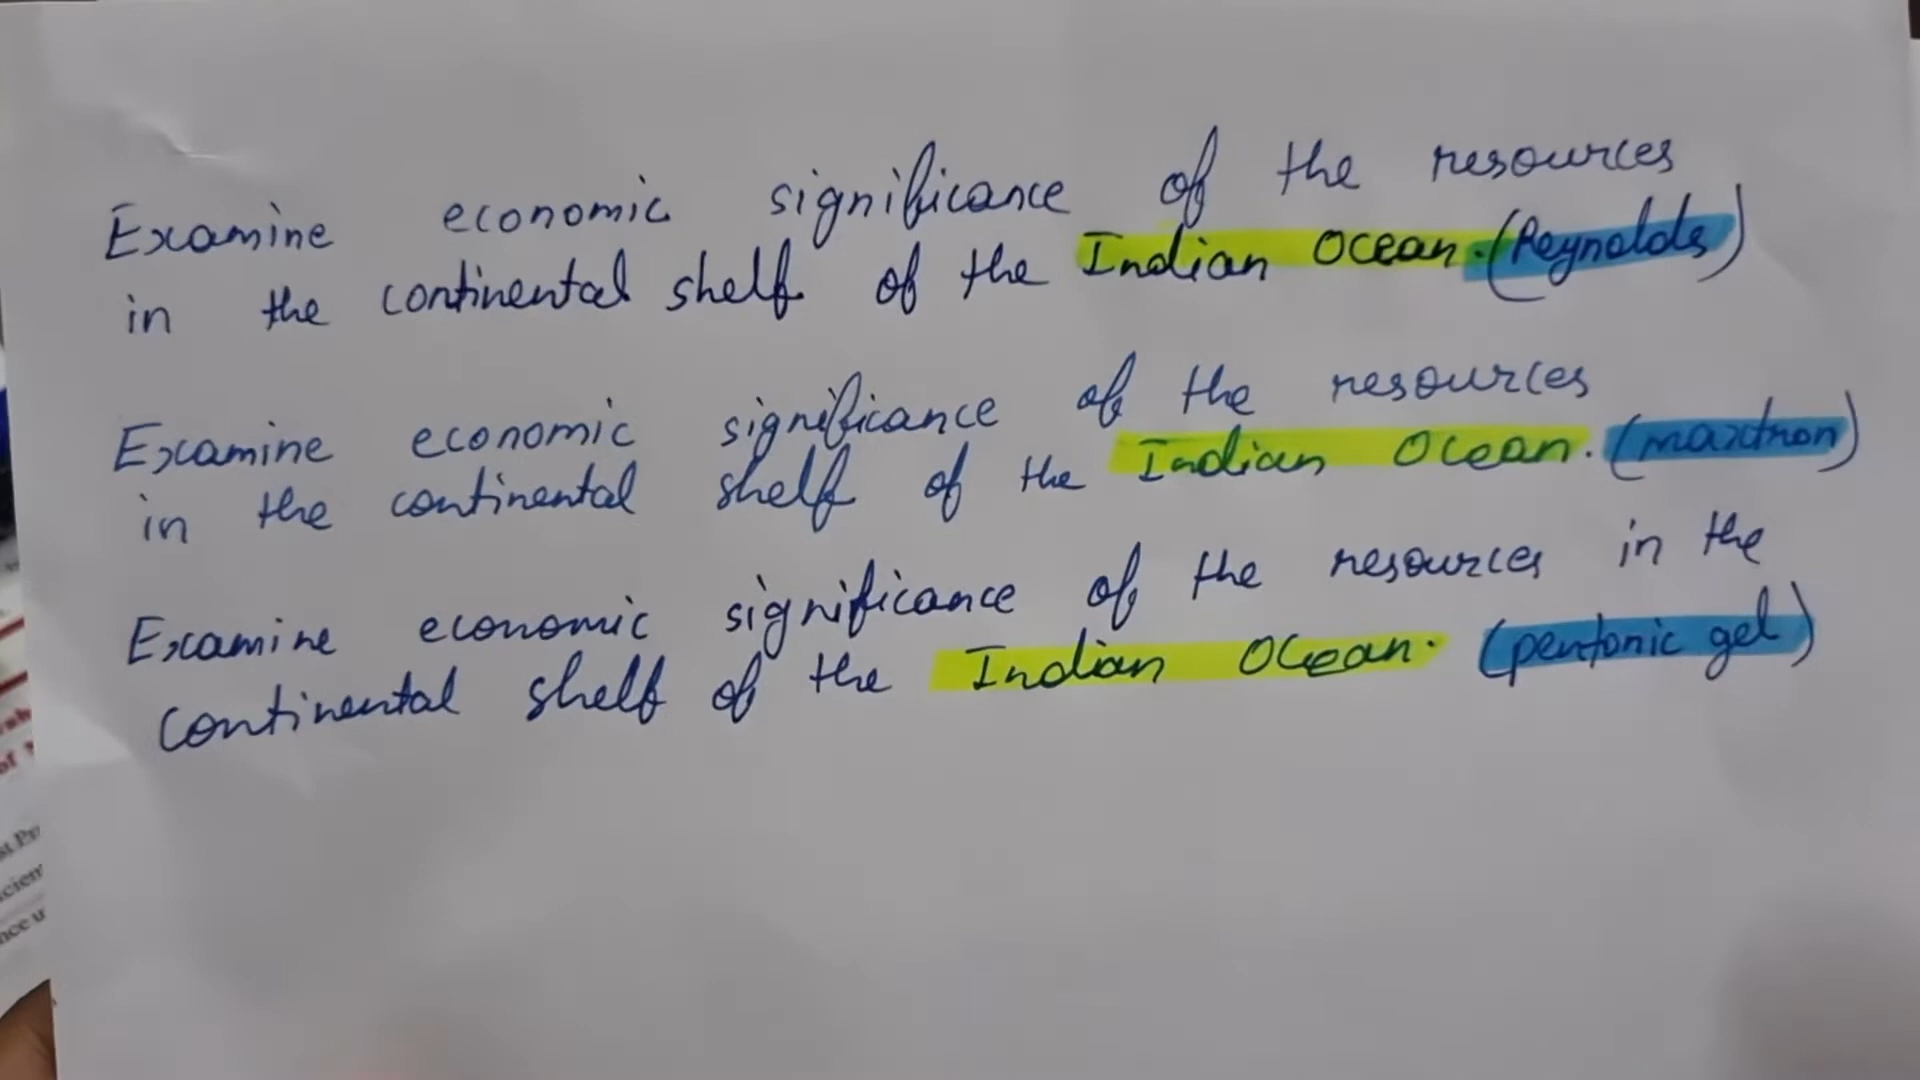 Examine economic significance of the resources
in the continental shelf of the Indian Ocean. (Reynolds)
Examine economic significance of the resources
in the continental shelf of the Indian Ocean. (maxtron)
Examine economic significance of the resources in the
continental shelf of the Indian Ocean. (pentonic gel)